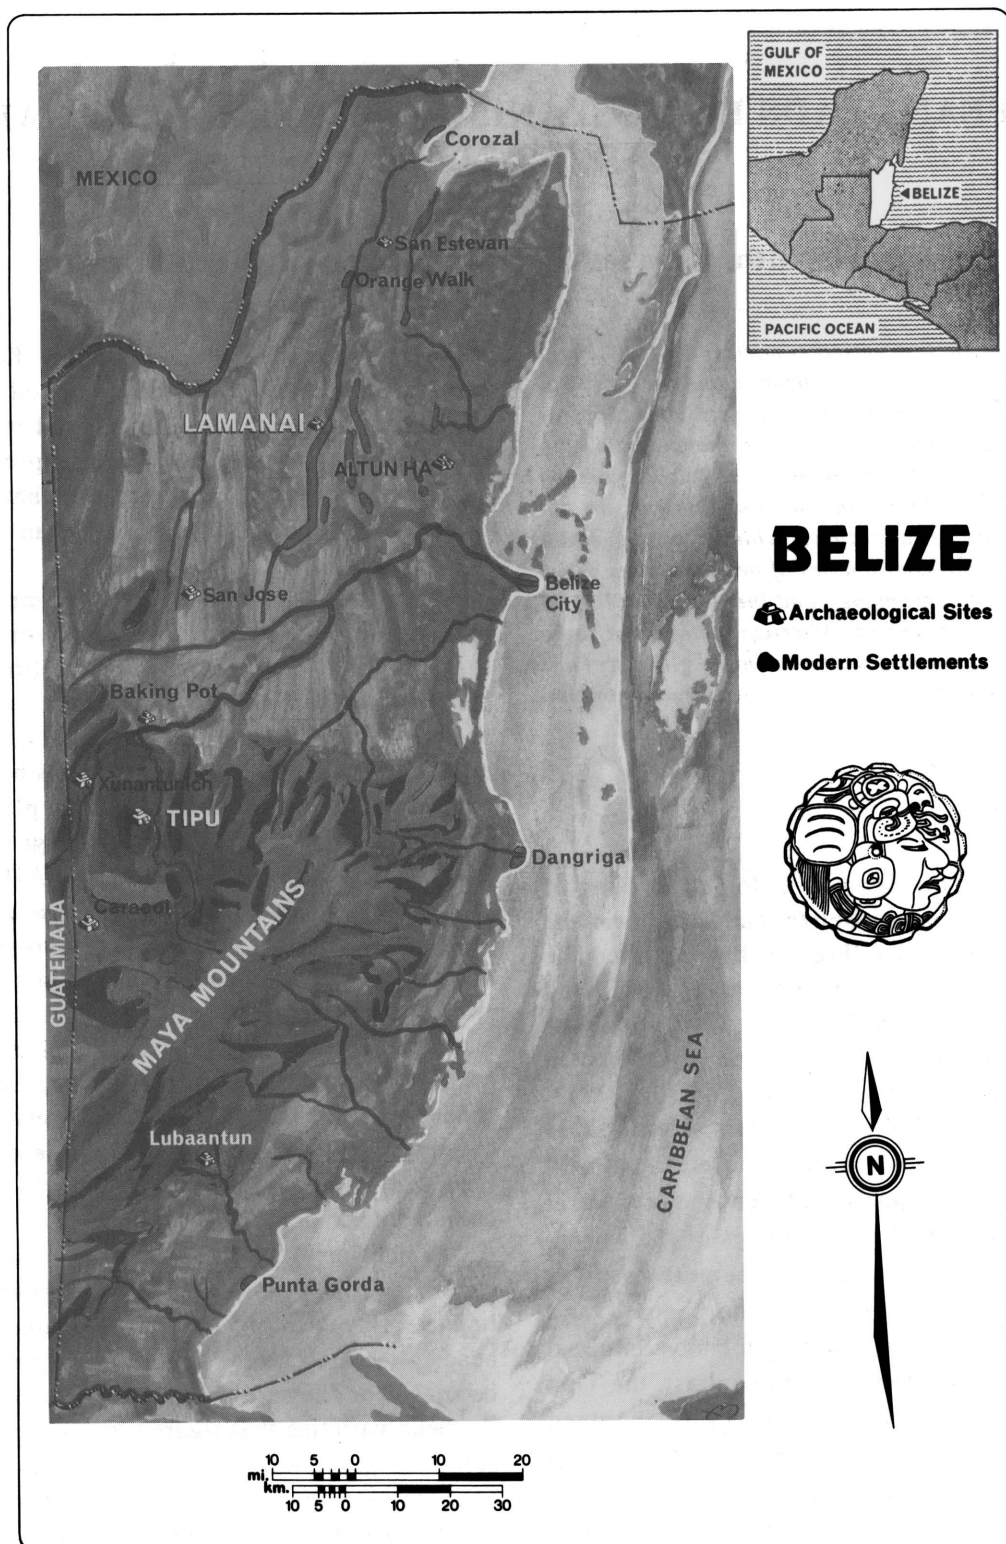 GULF OF
MEXICO
BELIZE
PACIFIC OCEAN
Corozal
MEXICO
San Estevan
Orange Walk
LAMANAI
ALTUN HA
Belize
City
San Jose
Baking Pot
Xunantunich
TIPU
Dangriga
Caracol
GUATEMALA
MAYA MOUNTAINS
CARIBBEAN SEA
Lubaantun
Punta Gorda
BELIZE
Archaeological Sites
Modern Settlements
N
10 5 0 10 20
mi.
km.
10 5 0 10 20 30